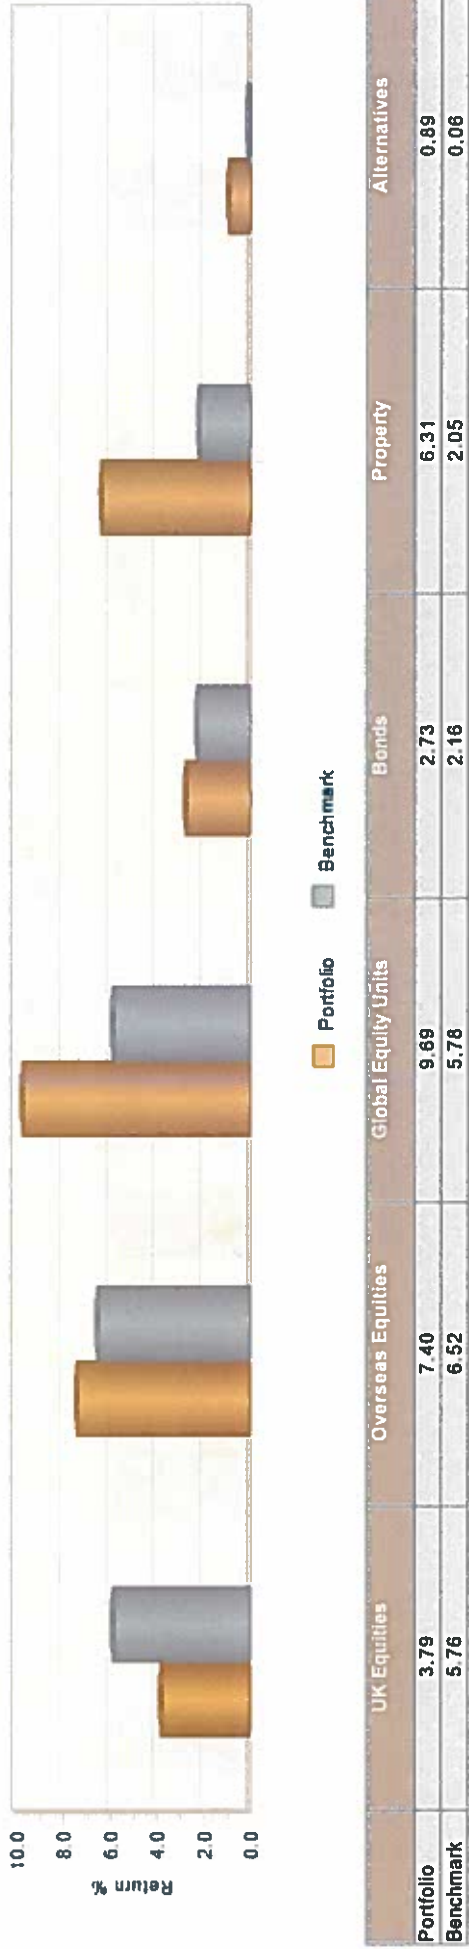 10.0
8.0
6.0
4.0
2.0
0.0
Return %
Portfolio Benchmark
UK Equities Overseas Equities Global Equity Units Bonds Property Alternatives
Portfolio 3.79 7.40 9.69 2.73 6.31 0.89
Benchmark 5.76 6.52 5.78 2.16 2.05 0.06